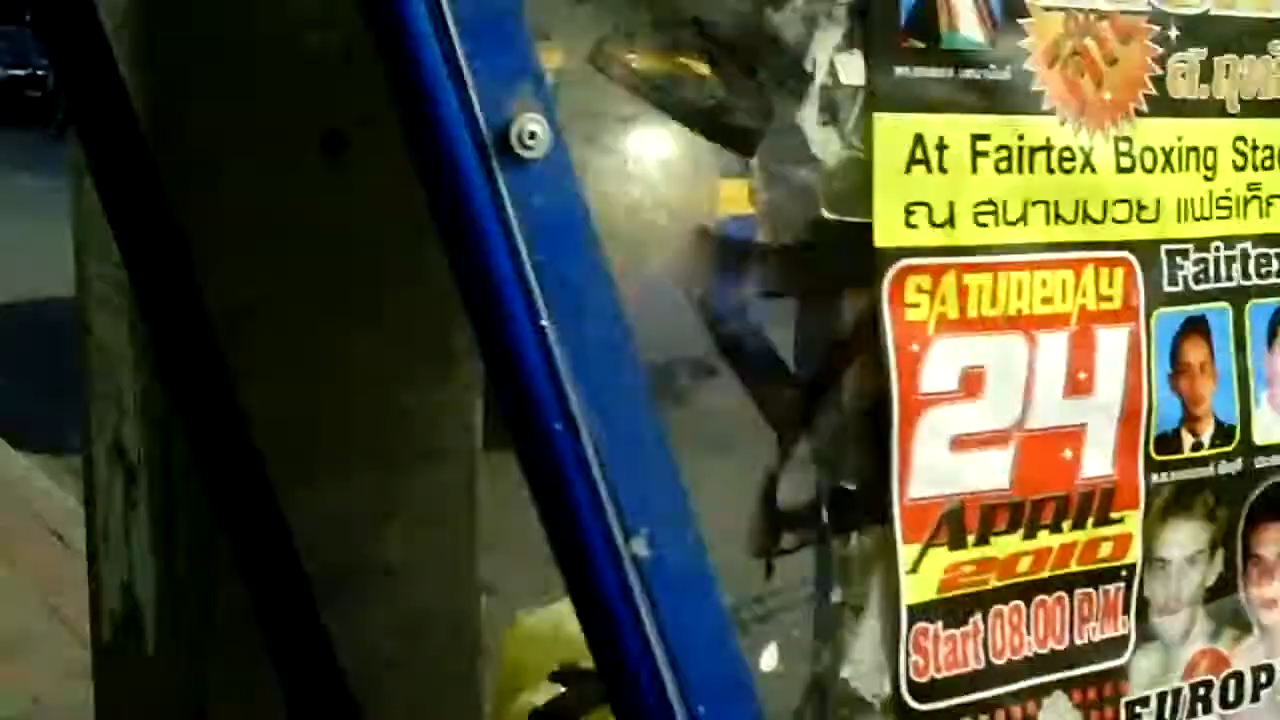 At Fairtex Boxing Sta
ณ สนามมวย แฟร์เท็ก
Fairtex
SATUREDAY
24
APRIL
2010
Start 08.00 P.M.
EUROP